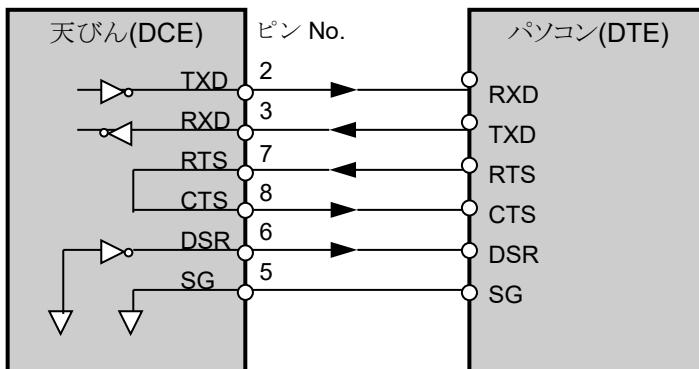 天びん(DCE) ピン No. パソコン(DTE)
TXD 2 RXD
RXD 3 TXD
RTS 7 RTS
CTS 8 CTS
DSR 6 DSR
SG 5 SG